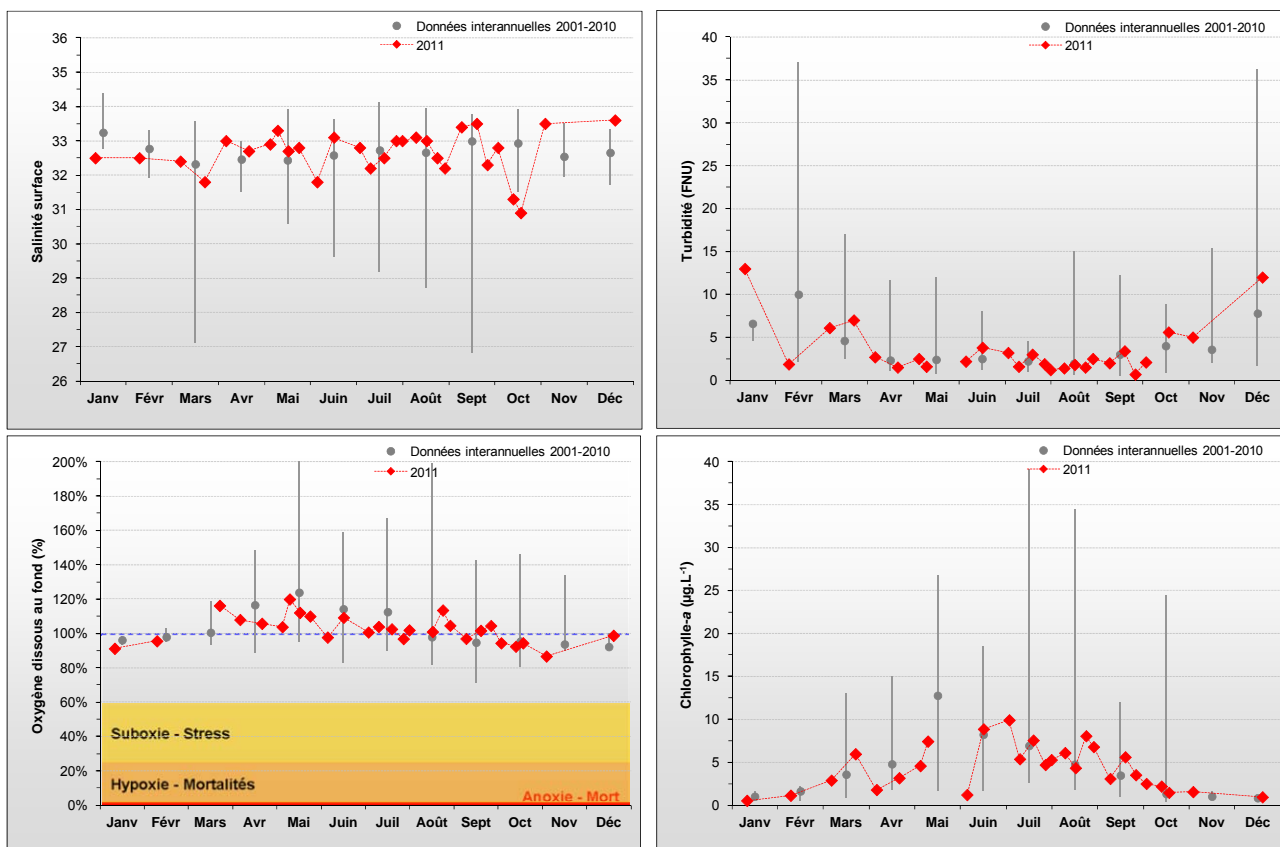 Données interannuelles 2001-2010
2011
Salinité surface
36
35
34
33
32
31
30
29
28
27
26
Janv Févr Mars Avr Mai Juin Juil Août Sept Oct Nov Déc
Données interannuelles 2001-2010
2011
Turbidité (FNU)
40
35
30
25
20
15
10
5
0
Janv Févr Mars Avr Mai Juin Juil Août Sept Oct Nov Déc
Données interannuelles 2001-2010
2011
Oxygène dissous au fond (%)
200%
180%
160%
140%
120%
100%
80%
60%
40%
20%
0%
Suboxie - Stress
Hypoxie - Mortalités
Anoxie - Mort
Janv Févr Mars Avr Mai Juin Juil Août Sept Oct Nov Déc
Données interannuelles 2001-2010
2011
Chlorophylle-a (µg.L-1)
40
35
30
25
20
15
10
5
0
Janv Févr Mars Avr Mai Juin Juil Août Sept Oct Nov Déc